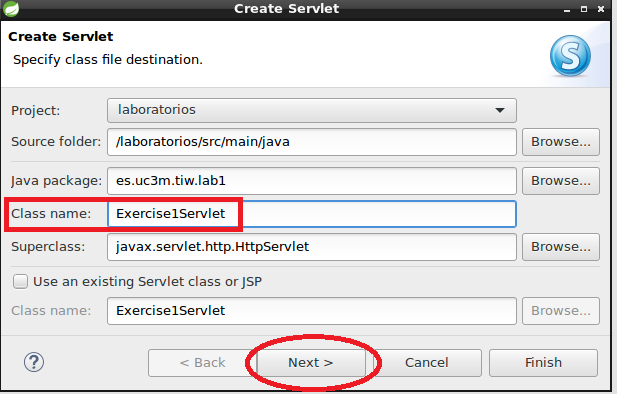 Create Servlet
Create Servlet
Specify class file destination.
S
Project: laboratorios
Source folder: /laboratorios/src/main/java Browse...
Java package: es.uc3m.tiw.lab1 Browse...
Class name: Exercise1Servlet
Superclass: javax.servlet.http.HttpServlet Browse...
Use an existing Servlet class or JSP
Class name: Exercise1Servlet Browse...
? < Back Next > Cancel Finish